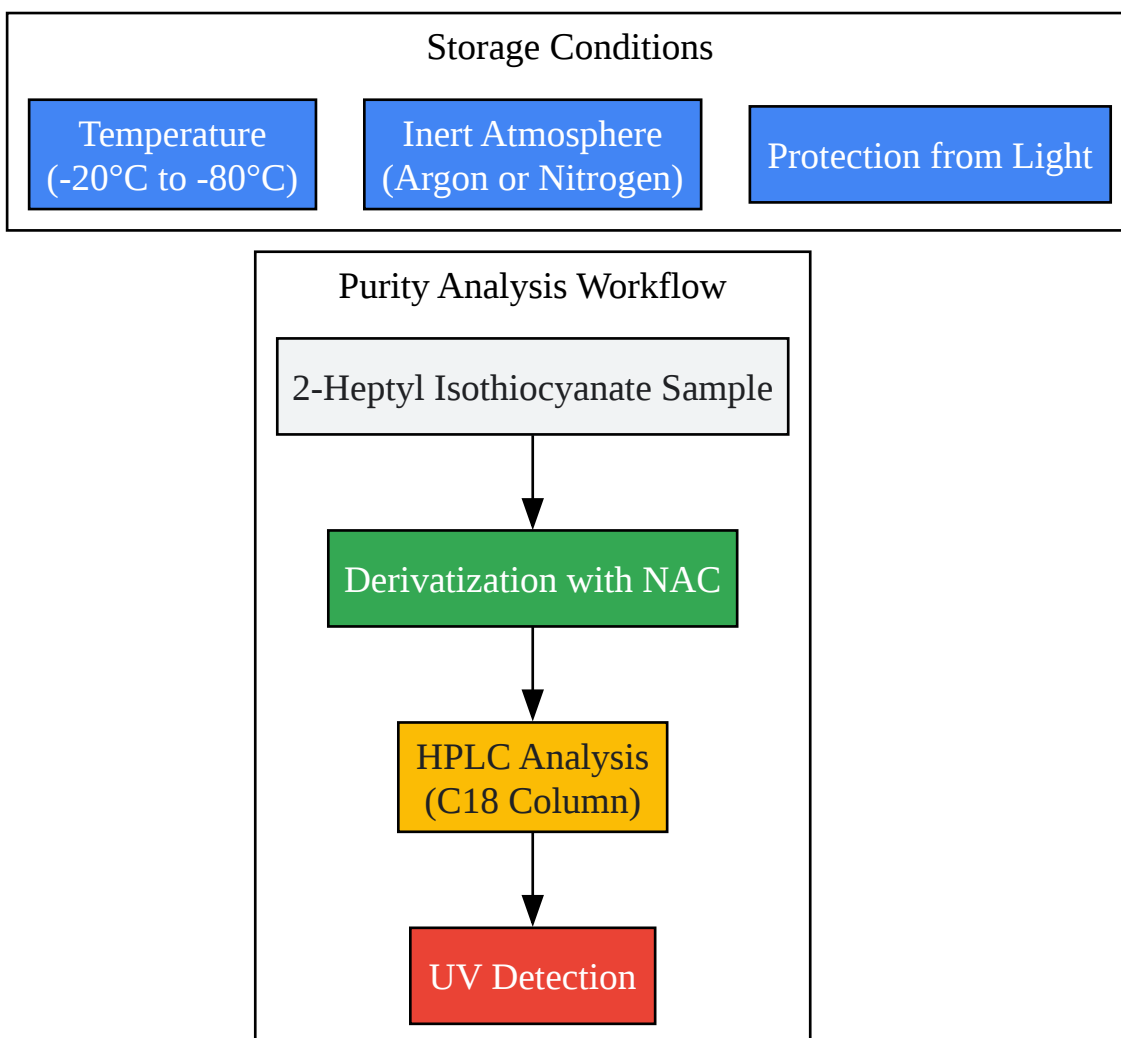 Storage Conditions
Temperature
(-20°C to -80°C)
Inert Atmosphere
(Argon or Nitrogen)
Protection from Light
Purity Analysis Workflow
2-Heptyl Isothiocyanate Sample
Derivatization with NAC
HPLC Analysis
(C18 Column)
UV Detection